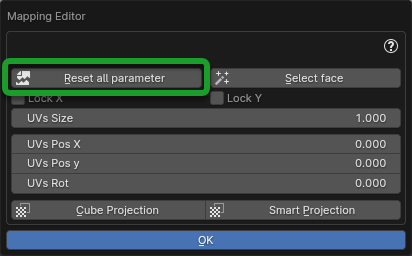 Mapping Editor
?
Reset all parameter
Select face
Lock X
Lock Y
UVs Size 1.000
UVs Pos X 0.000
UVs Pos y 0.000
UVs Rot 0.000
Cube Projection
Smart Projection
OK